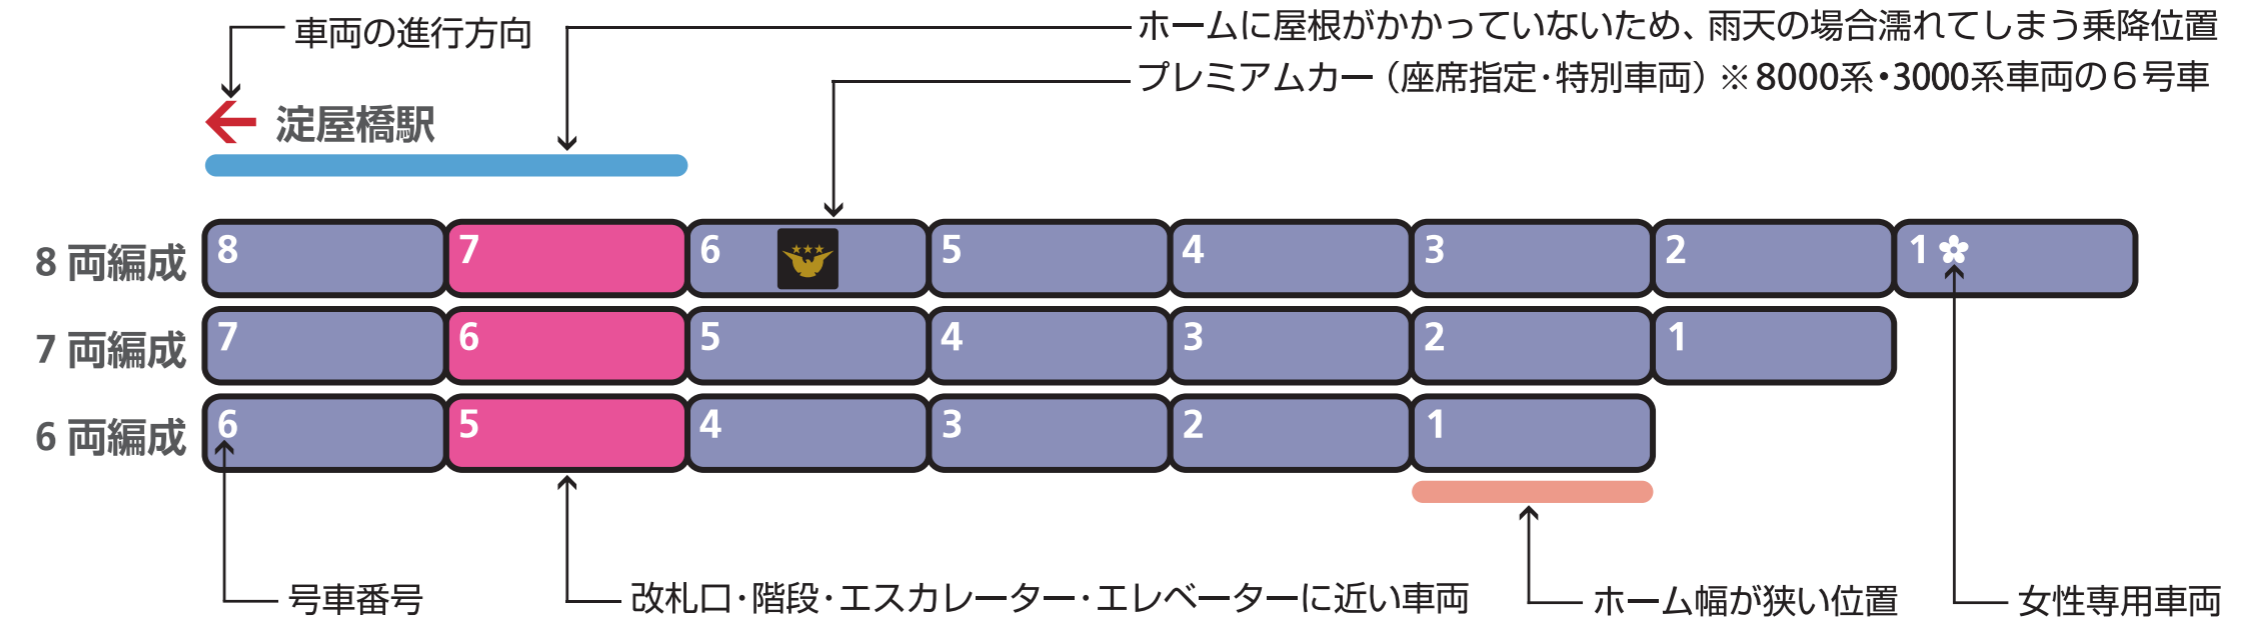 車両の進行方向
ホームに屋根がかかっていないため、雨天の場合濡れてしまう乗降位置
プレミアムカー（座席指定・特別車両）※8000系・3000系車両の６号車
淀屋橋駅
8両編成 8 7 6 5 4 3 2 1
7両編成 7 6 5 4 3 2 1
6両編成 6 5 4 3 2 1
号車番号
改札口・階段・エスカレーター・エレベーターに近い車両
ホーム幅が狭い位置
女性専用車両